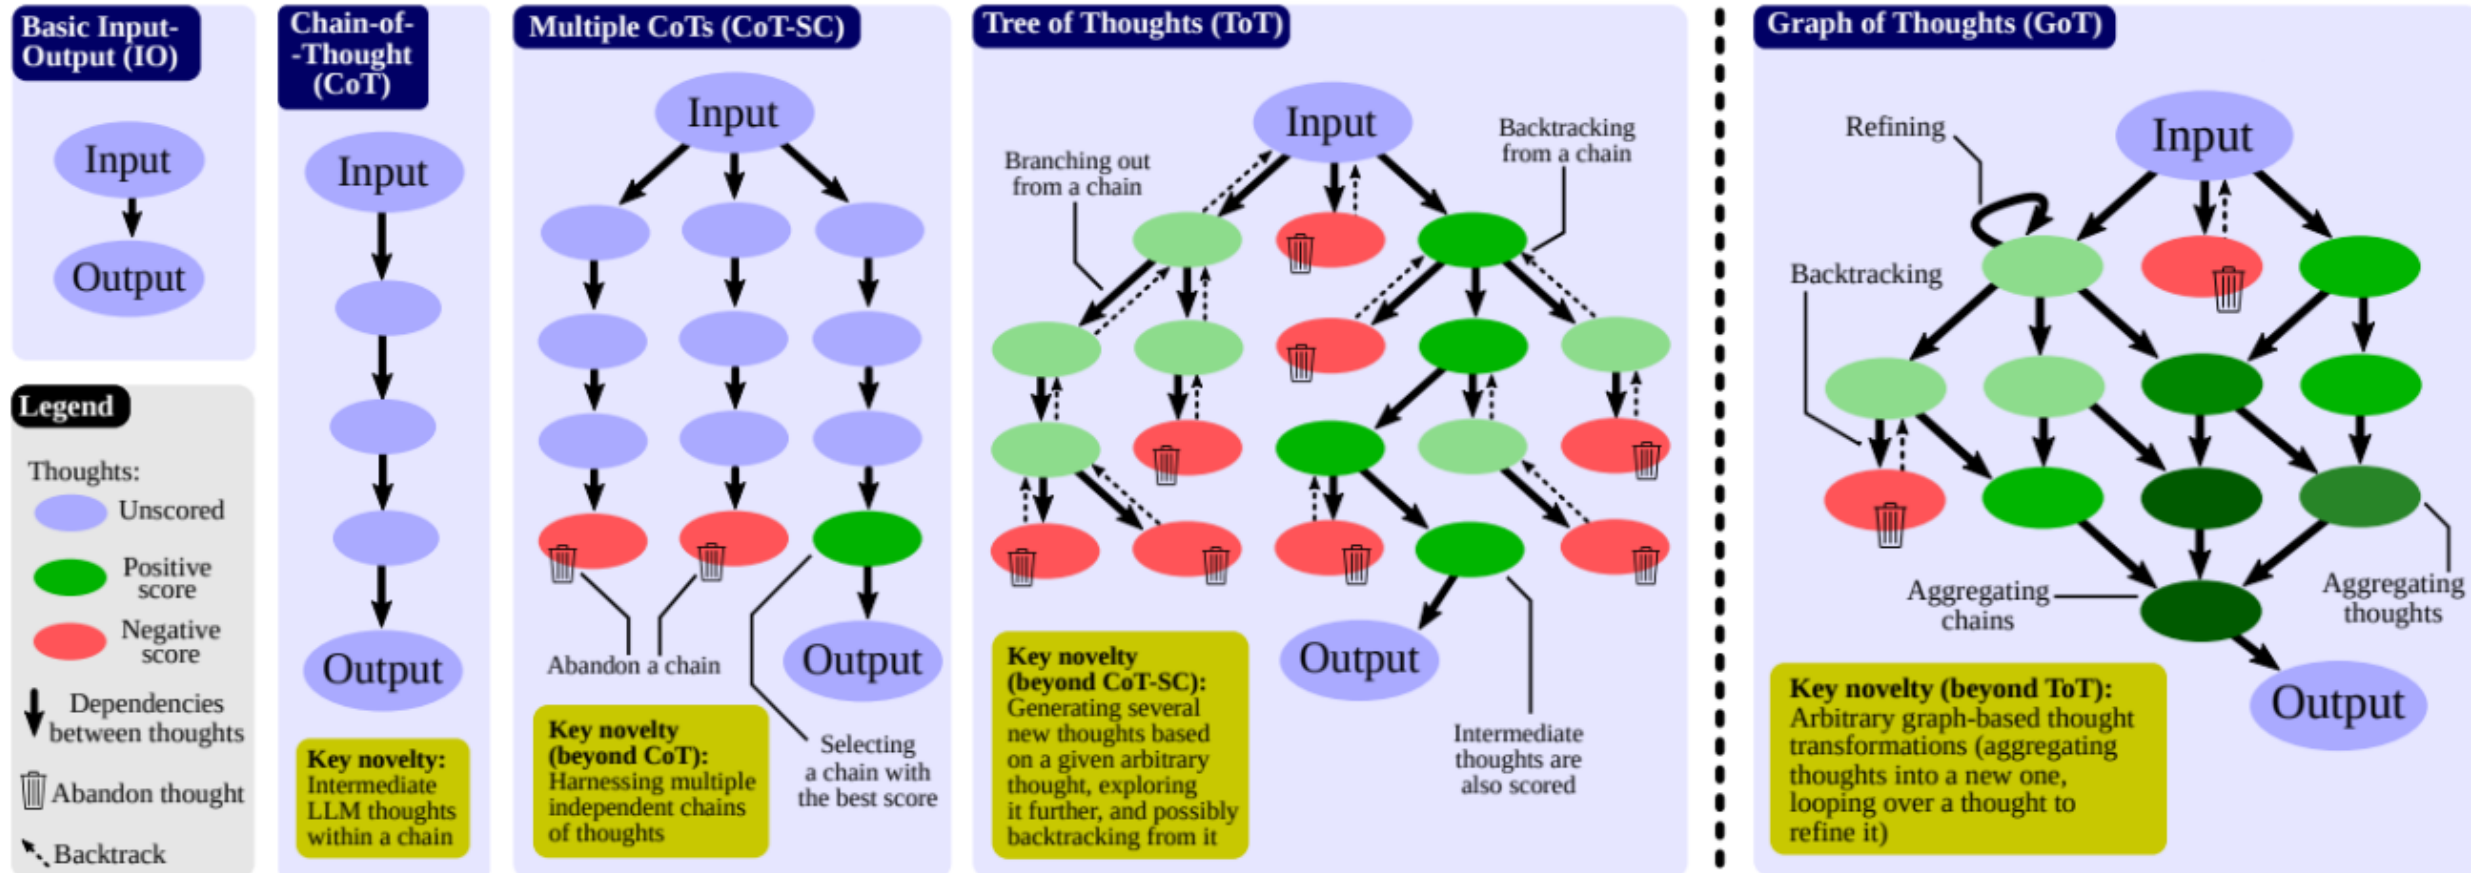 Basic Input-
Output (IO)
Input
Output
Legend
Thoughts:
Unscored
Positive
score
Negative
score
Dependencies
between thoughts
Abandon thought
Backtrack
Chain-of-
-Thought
(CoT)
Input
Output
Key novelty:
Intermediate
LLM thoughts
within a chain
Multiple CoTs (CoT-SC)
Input
Abandon a chain
Output
Key novelty
(beyond CoT):
Harnessing multiple
independent chains
of thoughts
Selecting
a chain with
the best score
Tree of Thoughts (ToT)
Input
Branching out
from a chain
Backtracking
from a chain
Output
Key novelty
(beyond CoT-SC):
Generating several
new thoughts based
on a given arbitrary
thought, exploring
it further, and possibly
backtracking from it
Intermediate
thoughts are
also scored
Graph of Thoughts (GoT)
Refining
Input
Backtracking
Aggregating
chains
Aggregating
thoughts
Output
Key novelty (beyond ToT):
Arbitrary graph-based thought
transformations (aggregating
thoughts into a new one,
looping over a thought to
refine it)